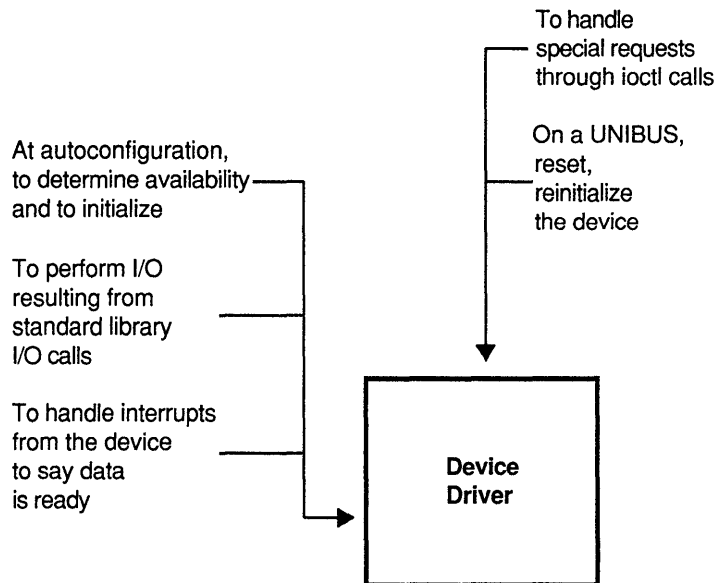 To handle
special requests
through ioctl calls
On a UNIBUS,
reset,
reinitialize
the device
At autoconfiguration,
to determine availability
and to initialize
To perform I/O
resulting from
standard library
I/O calls
To handle interrupts
from the device
to say data
is ready
Device
Driver